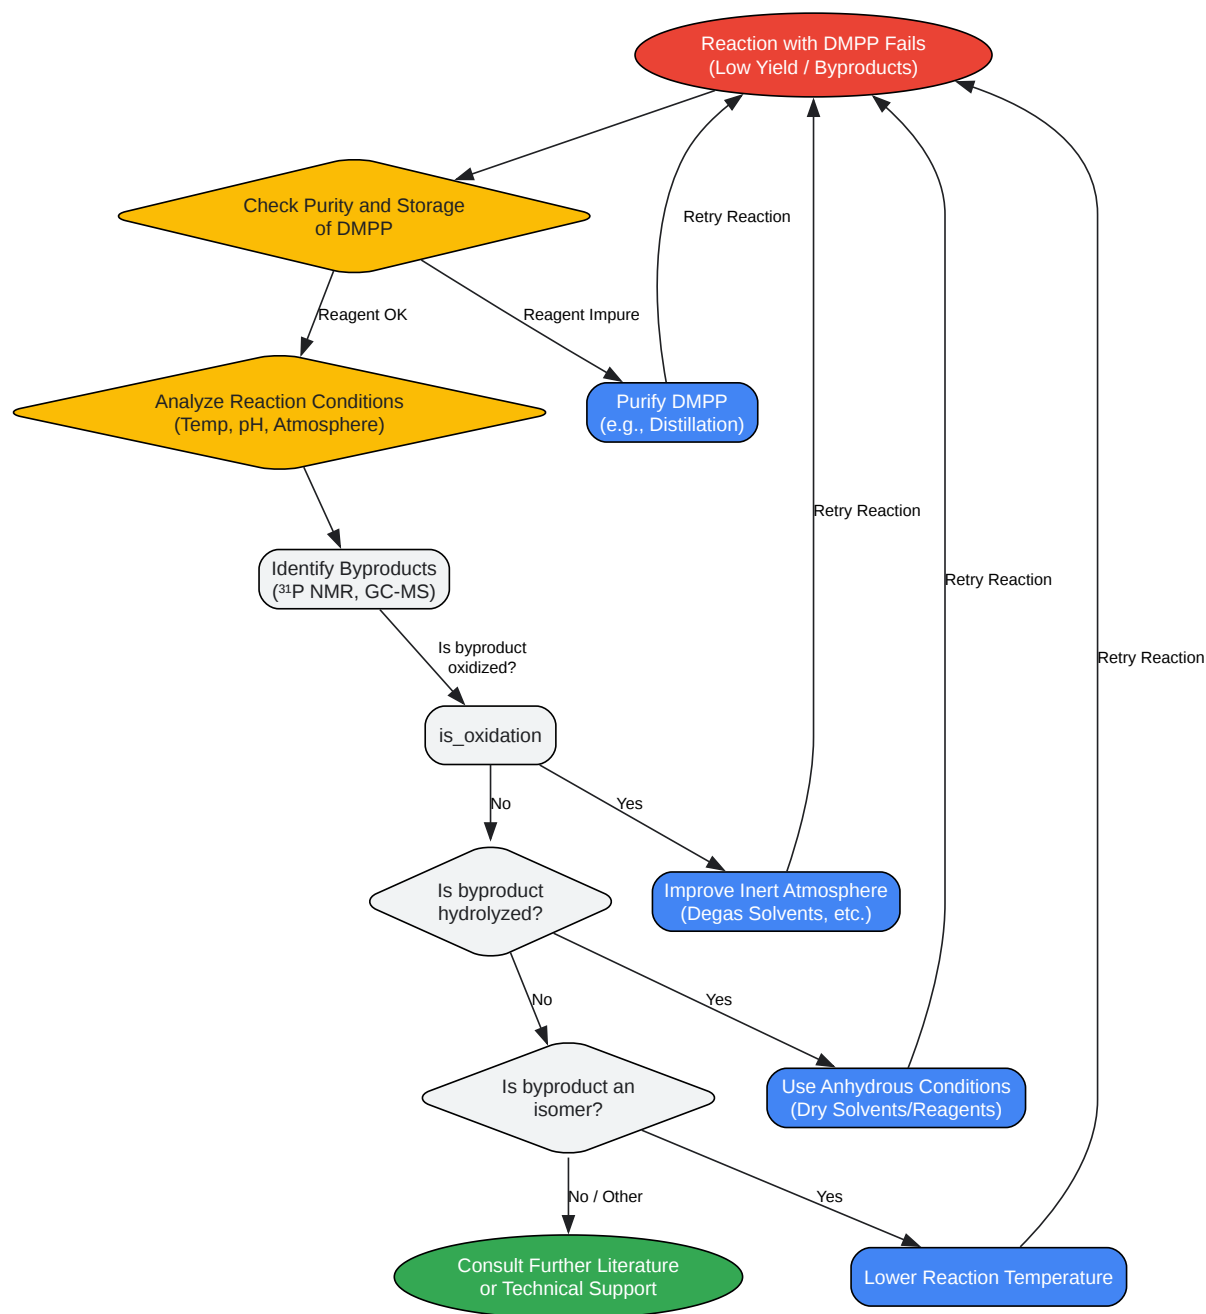 Reaction with DMPP Fails
(Low Yield / Byproducts)
Check Purity and Storage
of DMPP
Retry Reaction
Reagent OK
Reagent Impure
Analyze Reaction Conditions
(Temp, pH, Atmosphere)
Purify DMPP
(e.g., Distillation)
Retry Reaction
Identify Byproducts
(³¹P NMR, GC-MS)
Retry Reaction
Is byproduct
oxidized?
Retry Reaction
is_oxidation
No
Yes
Is byproduct
hydrolyzed?
Improve Inert Atmosphere
(Degas Solvents, etc.)
No
Yes
Is byproduct an
isomer?
Use Anhydrous Conditions
(Dry Solvents/Reagents)
No / Other
Yes
Consult Further Literature
or Technical Support
Lower Reaction Temperature